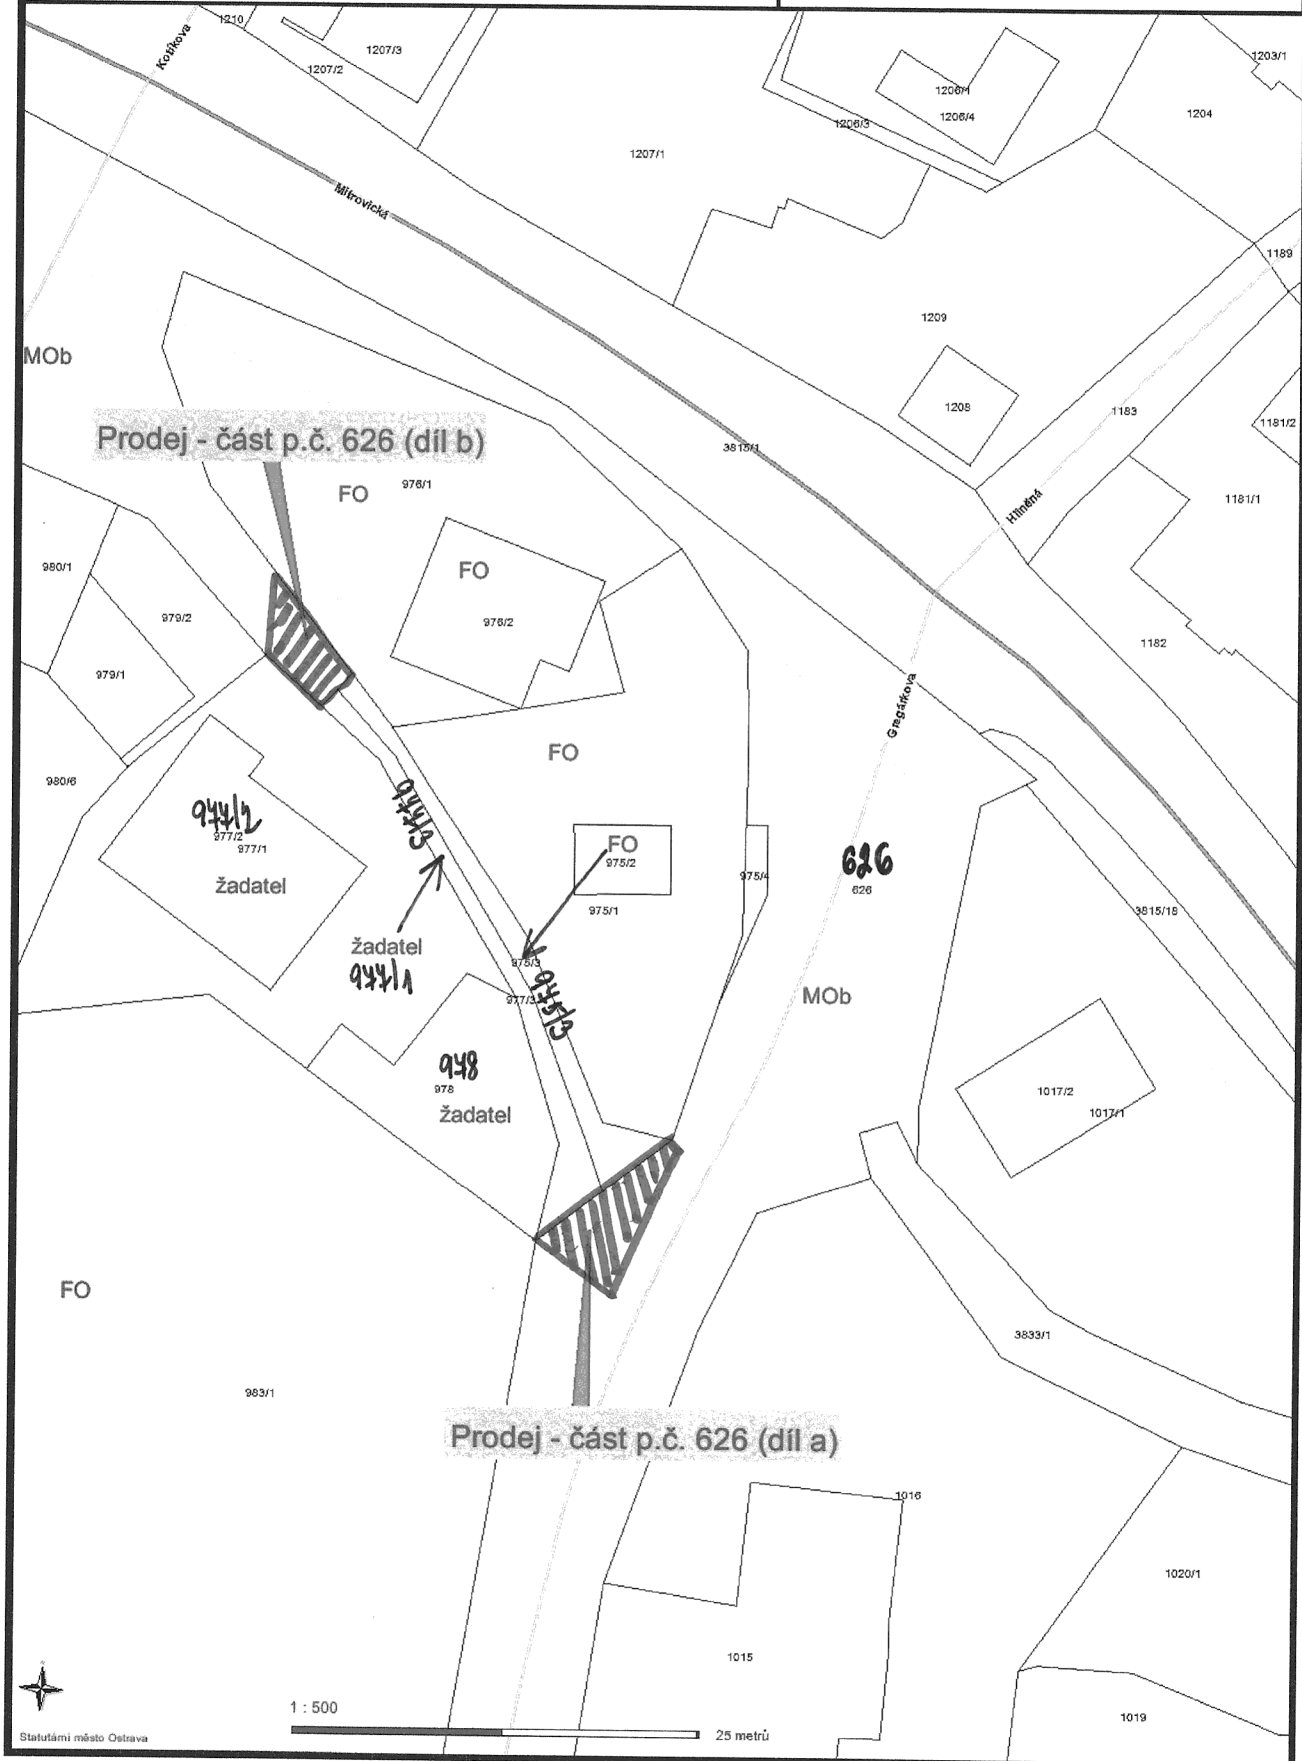 1210
Kotíkova
1207/3
1207/2
1203/1
1206/1
1206/4
1206/3
1204
1207/1
Mitrovická
1189
1209
MOb
1208
1183
1181/2
Prodej - část p.č. 626 (díl b)
3815/1
976/1
FO
1181/1
Hliněná
980/1
FO
979/2
976/2
1182
979/1
Gregárkova
FO
980/6
977/3
977/2
977/2
977/1
FO
975/2
626
626
975/4
žadatel
975/1
3815/18
žadatel
977/1
975/3
977/3
975/3
MOb
978
978
1017/2
1017/1
žadatel
FO
3833/1
983/1
Prodej - část p.č. 626 (díl a)
1016
1020/1
1015
1 : 500
1019
25 metrů
Statutární město Ostrava